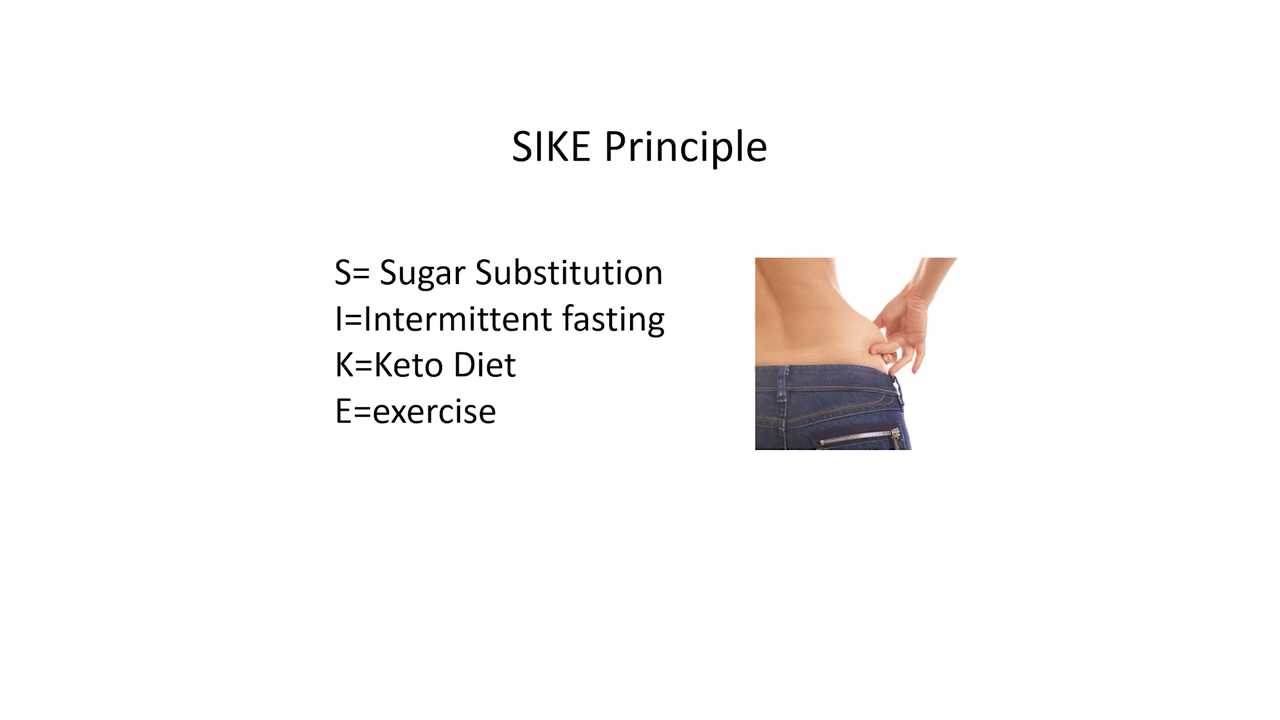 SIKE Principle
S= Sugar Substitution
I=Intermittent fasting
K=Keto Diet
E=exercise